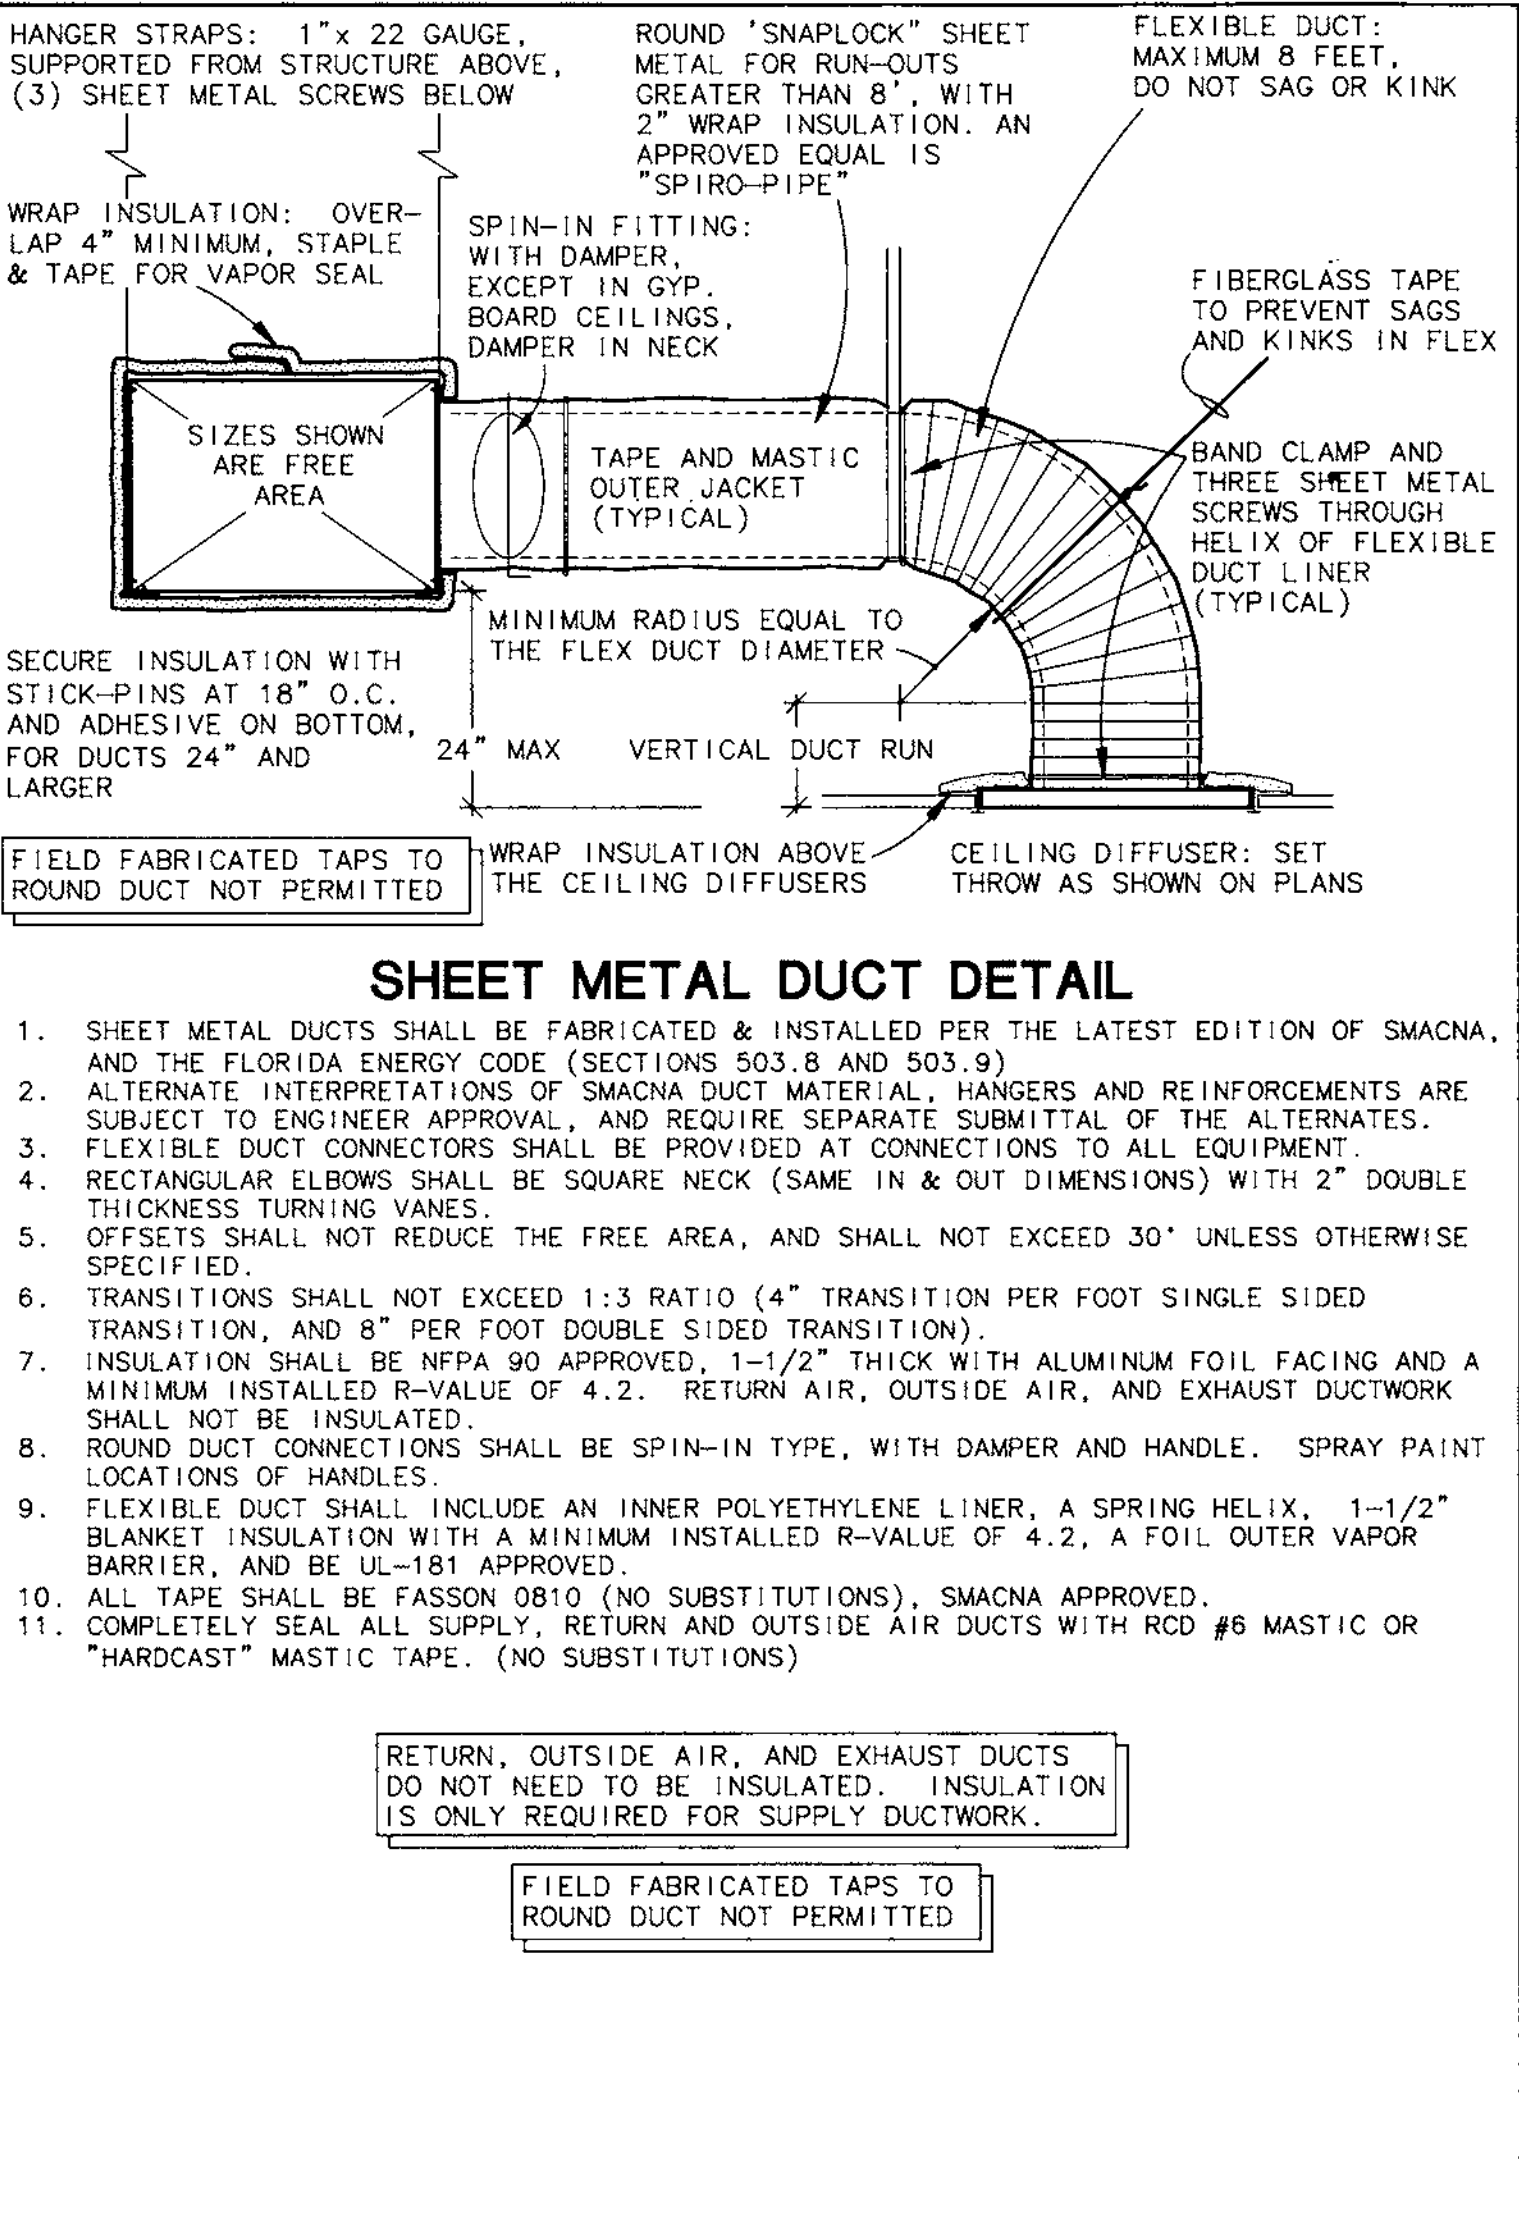 HANGER STRAPS: 1"x 22 GAUGE,
SUPPORTED FROM STRUCTURE ABOVE,
(3) SHEET METAL SCREWS BELOW
ROUND 'SNAPLOCK" SHEET
METAL FOR RUN-OUTS
GREATER THAN 8', WITH
2" WRAP INSULATION. AN
APPROVED EQUAL IS
"SPIRO-PIPE"
FLEXIBLE DUCT:
MAXIMUM 8 FEET,
DO NOT SAG OR KINK
WRAP INSULATION: OVER-
LAP 4" MINIMUM, STAPLE
& TAPE FOR VAPOR SEAL
SPIN-IN FITTING:
WITH DAMPER,
EXCEPT IN GYP.
BOARD CEILINGS,
DAMPER IN NECK
FIBERGLASS TAPE
TO PREVENT SAGS
AND KINKS IN FLEX
SIZES SHOWN
ARE FREE
AREA
TAPE AND MASTIC
OUTER JACKET
(TYPICAL)
BAND CLAMP AND
THREE SHEET METAL
SCREWS THROUGH
HELIX OF FLEXIBLE
DUCT LINER
(TYPICAL)
MINIMUM RADIUS EQUAL TO
THE FLEX DUCT DIAMETER
SECURE INSULATION WITH
STICK-PINS AT 18" O.C.
AND ADHESIVE ON BOTTOM,
FOR DUCTS 24" AND
LARGER
24" MAX
VERTICAL DUCT RUN
FIELD FABRICATED TAPS TO
ROUND DUCT NOT PERMITTED
WRAP INSULATION ABOVE
THE CEILING DIFFUSERS
CEILING DIFFUSER: SET
THROW AS SHOWN ON PLANS
SHEET METAL DUCT DETAIL
1. SHEET METAL DUCTS SHALL BE FABRICATED & INSTALLED PER THE LATEST EDITION OF SMACNA,
AND THE FLORIDA ENERGY CODE (SECTIONS 503.8 AND 503.9)
2. ALTERNATE INTERPRETATIONS OF SMACNA DUCT MATERIAL, HANGERS AND REINFORCEMENTS ARE
SUBJECT TO ENGINEER APPROVAL, AND REQUIRE SEPARATE SUBMITTAL OF THE ALTERNATES.
3. FLEXIBLE DUCT CONNECTORS SHALL BE PROVIDED AT CONNECTIONS TO ALL EQUIPMENT.
4. RECTANGULAR ELBOWS SHALL BE SQUARE NECK (SAME IN & OUT DIMENSIONS) WITH 2" DOUBLE
THICKNESS TURNING VANES.
5. OFFSETS SHALL NOT REDUCE THE FREE AREA, AND SHALL NOT EXCEED 30° UNLESS OTHERWISE
SPECIFIED.
6. TRANSITIONS SHALL NOT EXCEED 1:3 RATIO (4" TRANSITION PER FOOT SINGLE SIDED
TRANSITION, AND 8" PER FOOT DOUBLE SIDED TRANSITION).
7. INSULATION SHALL BE NFPA 90 APPROVED, 1-1/2" THICK WITH ALUMINUM FOIL FACING AND A
MINIMUM INSTALLED R-VALUE OF 4.2. RETURN AIR, OUTSIDE AIR, AND EXHAUST DUCTWORK
SHALL NOT BE INSULATED.
8. ROUND DUCT CONNECTIONS SHALL BE SPIN-IN TYPE, WITH DAMPER AND HANDLE. SPRAY PAINT
LOCATIONS OF HANDLES.
9. FLEXIBLE DUCT SHALL INCLUDE AN INNER POLYETHYLENE LINER, A SPRING HELIX, 1-1/2"
BLANKET INSULATION WITH A MINIMUM INSTALLED R-VALUE OF 4.2, A FOIL OUTER VAPOR
BARRIER, AND BE UL-181 APPROVED.
10. ALL TAPE SHALL BE FASSON 0810 (NO SUBSTITUTIONS), SMACNA APPROVED.
11. COMPLETELY SEAL ALL SUPPLY, RETURN AND OUTSIDE AIR DUCTS WITH RCD #6 MASTIC OR
"HARDCAST" MASTIC TAPE. (NO SUBSTITUTIONS)
RETURN, OUTSIDE AIR, AND EXHAUST DUCTS
DO NOT NEED TO BE INSULATED. INSULATION
IS ONLY REQUIRED FOR SUPPLY DUCTWORK.
FIELD FABRICATED TAPS TO
ROUND DUCT NOT PERMITTED